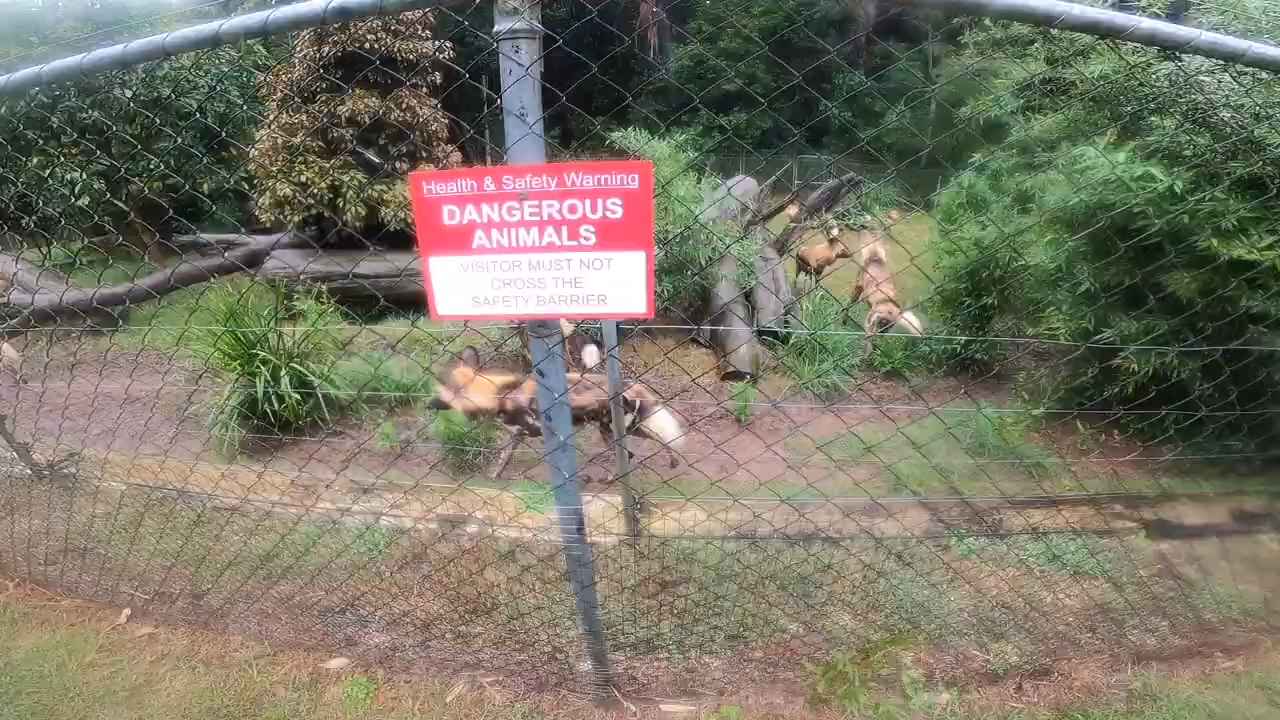 Health & Safety Warning
DANGEROUS
ANIMALS
VISITOR MUST NOT
CROSS THE
SAFETY BARRIER